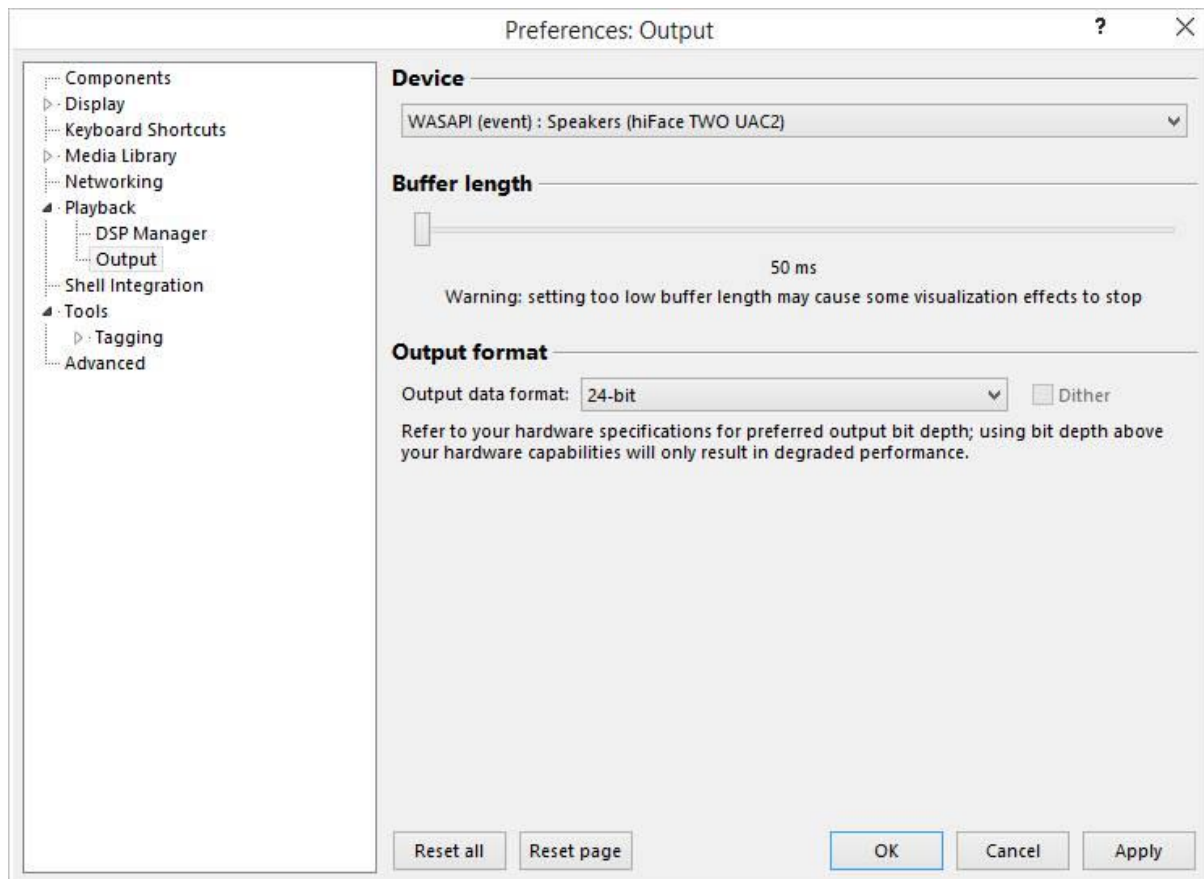 Preferences: Output
?
Components
Display
Keyboard Shortcuts
Media Library
Networking
Playback
DSP Manager
Output
Shell Integration
Tools
Tagging
Advanced
Device
WASAPI (event) : Speakers (hiFace TWO UAC2)
Buffer length
50 ms
Warning: setting too low buffer length may cause some visualization effects to stop
Output format
Output data format: 24-bit Dither
Refer to your hardware specifications for preferred output bit depth; using bit depth above
your hardware capabilities will only result in degraded performance.
Reset all Reset page OK Cancel Apply